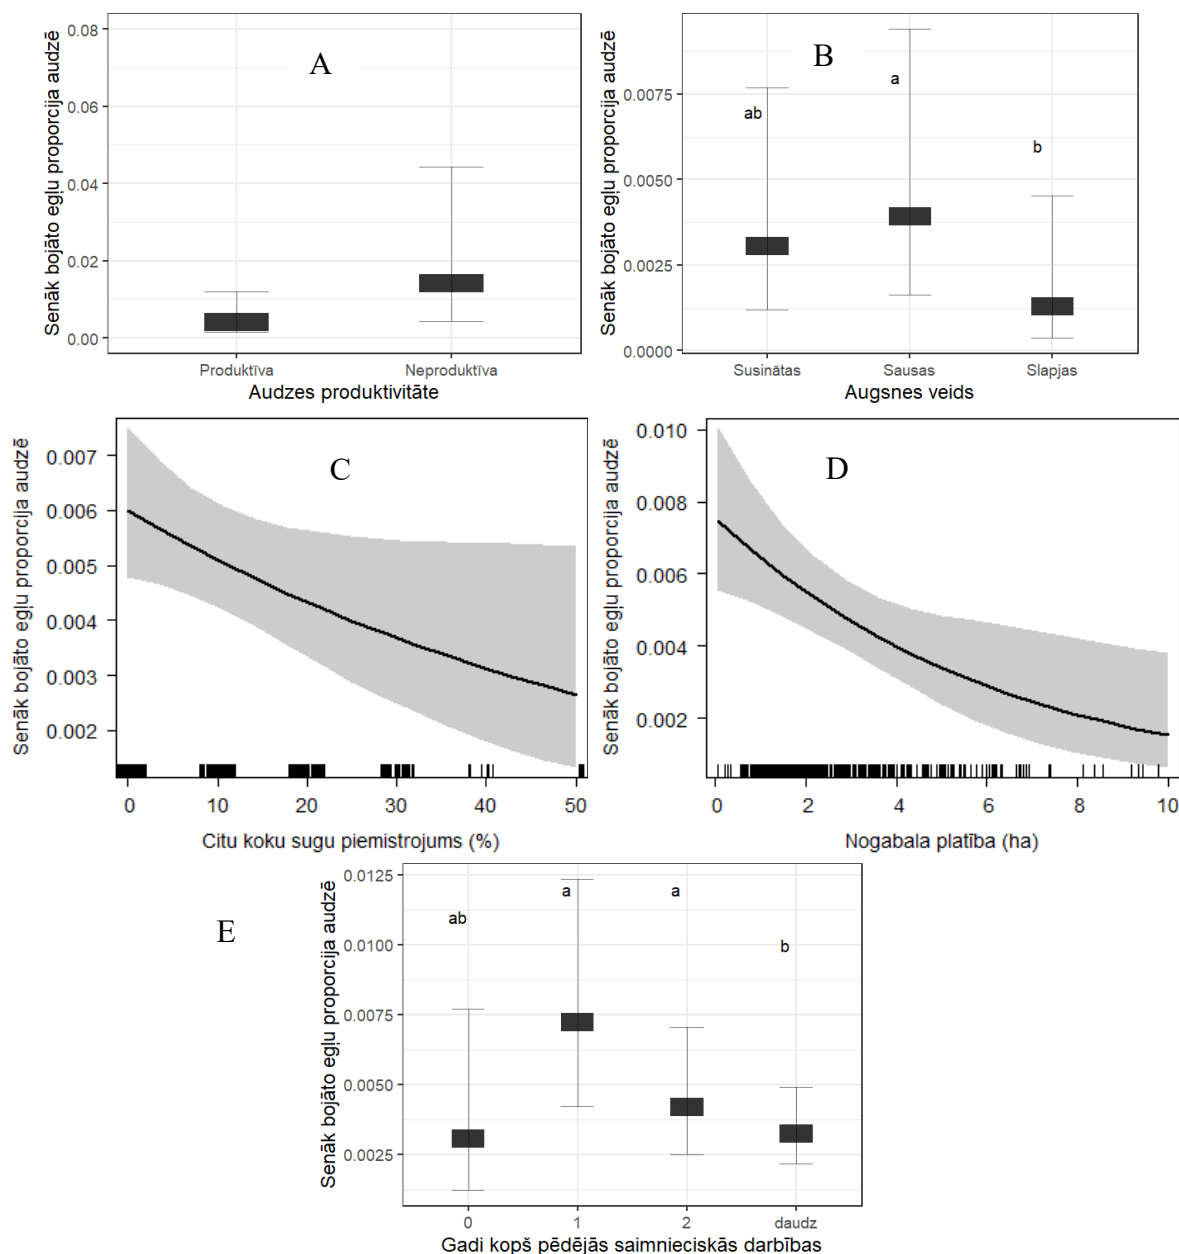 Senāk bojāto egļu proporcija audzē
0.08
0.06
0.04
0.02
0.00
A
Produktīva
Neproduktīva
Audzes produktivitāte
Senāk bojāto egļu proporcija audzē
0.0075
0.0050
0.0025
0.0000
B
ab
a
b
Susinātas
Sausas
Slapjas
Augsnes veids
Senāk bojāto egļu proporcija audzē
0.007
0.006
0.005
0.004
0.003
0.002
C
0
10
20
30
40
50
Citu koku sugu piemistrojums (%)
Senāk bojāto egļu proporcija audzē
0.010
0.008
0.006
0.004
0.002
D
0
2
4
6
8
10
Nogabala platība (ha)
E
Senāk bojāto egļu proporcija audzē
0.0125
0.0100
0.0075
0.0050
0.0025
ab
a
a
b
0
1
2
daudz
Gadi kopš pēdējās saimnieciskās darbības